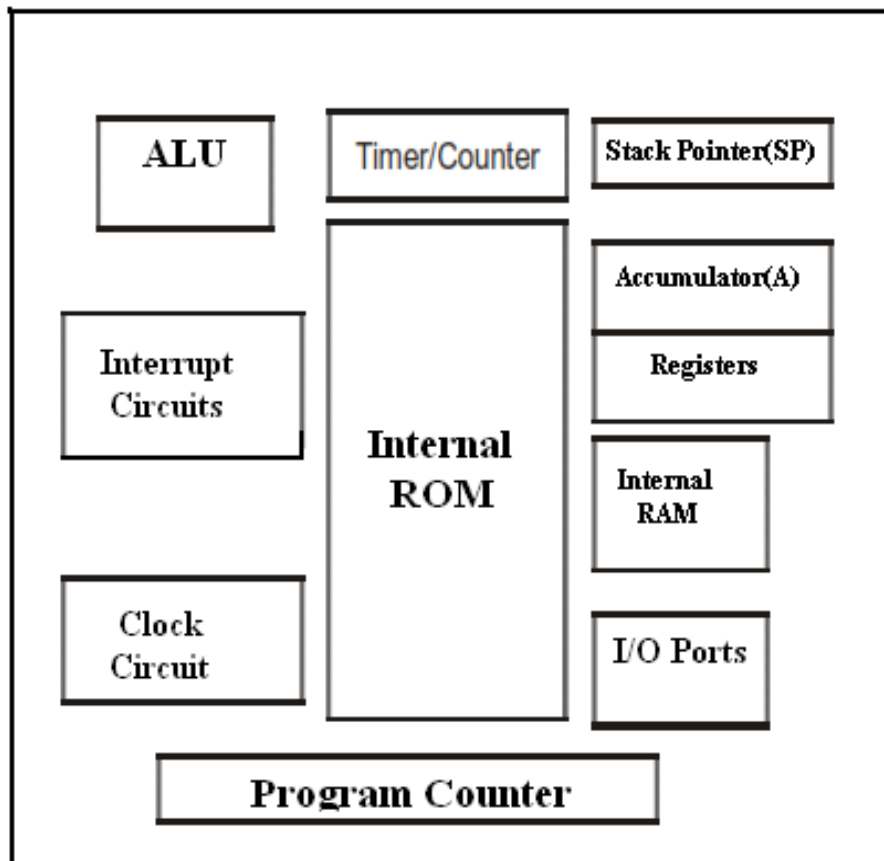 ALU
Timer/Counter
Stack Pointer(SP)
Accumulator(A)
Registers
Interrupt
Circuits
Internal
ROM
Internal
RAM
Clock
Circuit
I/O Ports
Program Counter